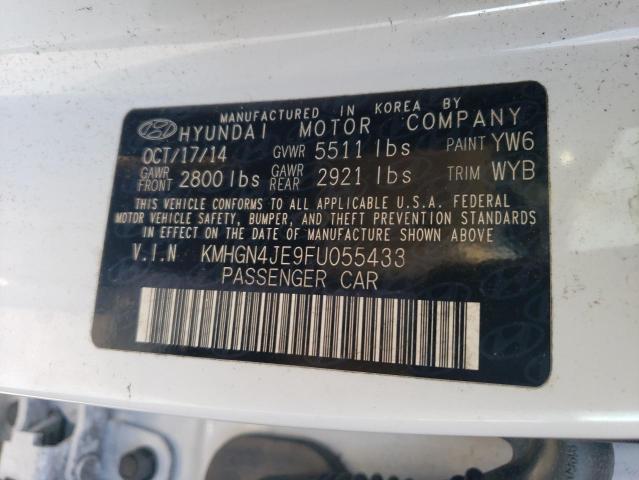 MANUFACTURED IN KOREA BY
HYUNDAI MOTOR COMPANY
OCT/17/14 GVWR 5511 lbs PAINT YW6
GAWR FRONT 2800 lbs GAWR REAR 2921 lbs TRIM WYB
THIS VEHICLE CONFORMS TO ALL APPLICABLE U.S.A. FEDERAL
MOTOR VEHICLE SAFETY, BUMPER, AND THEFT PREVENTION STANDARDS
IN EFFECT ON THE DATE OF MANUFACTURE SHOWN ABOVE.
V.I.N KMHGN4JE9FU055433
PASSENGER CAR